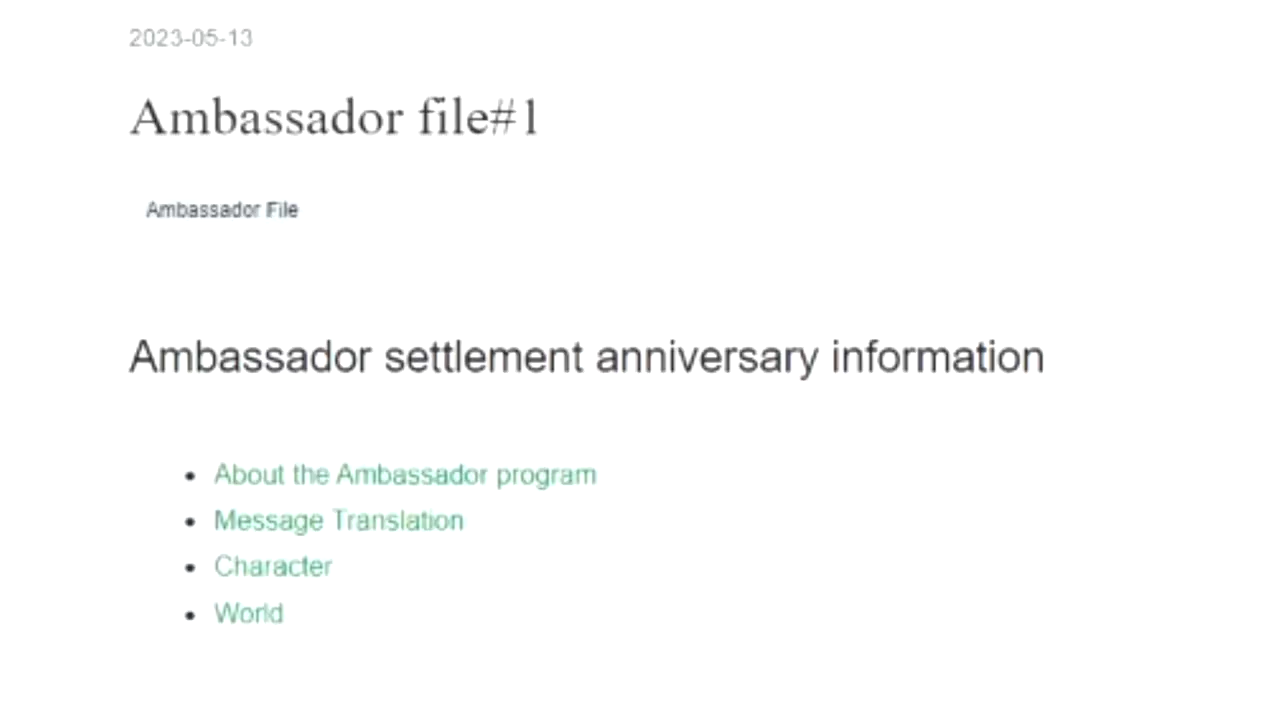 2023-05-13
Ambassador file#1
Ambassador File
Ambassador settlement anniversary information
• About the Ambassador program
• Message Translation
• Character
• World